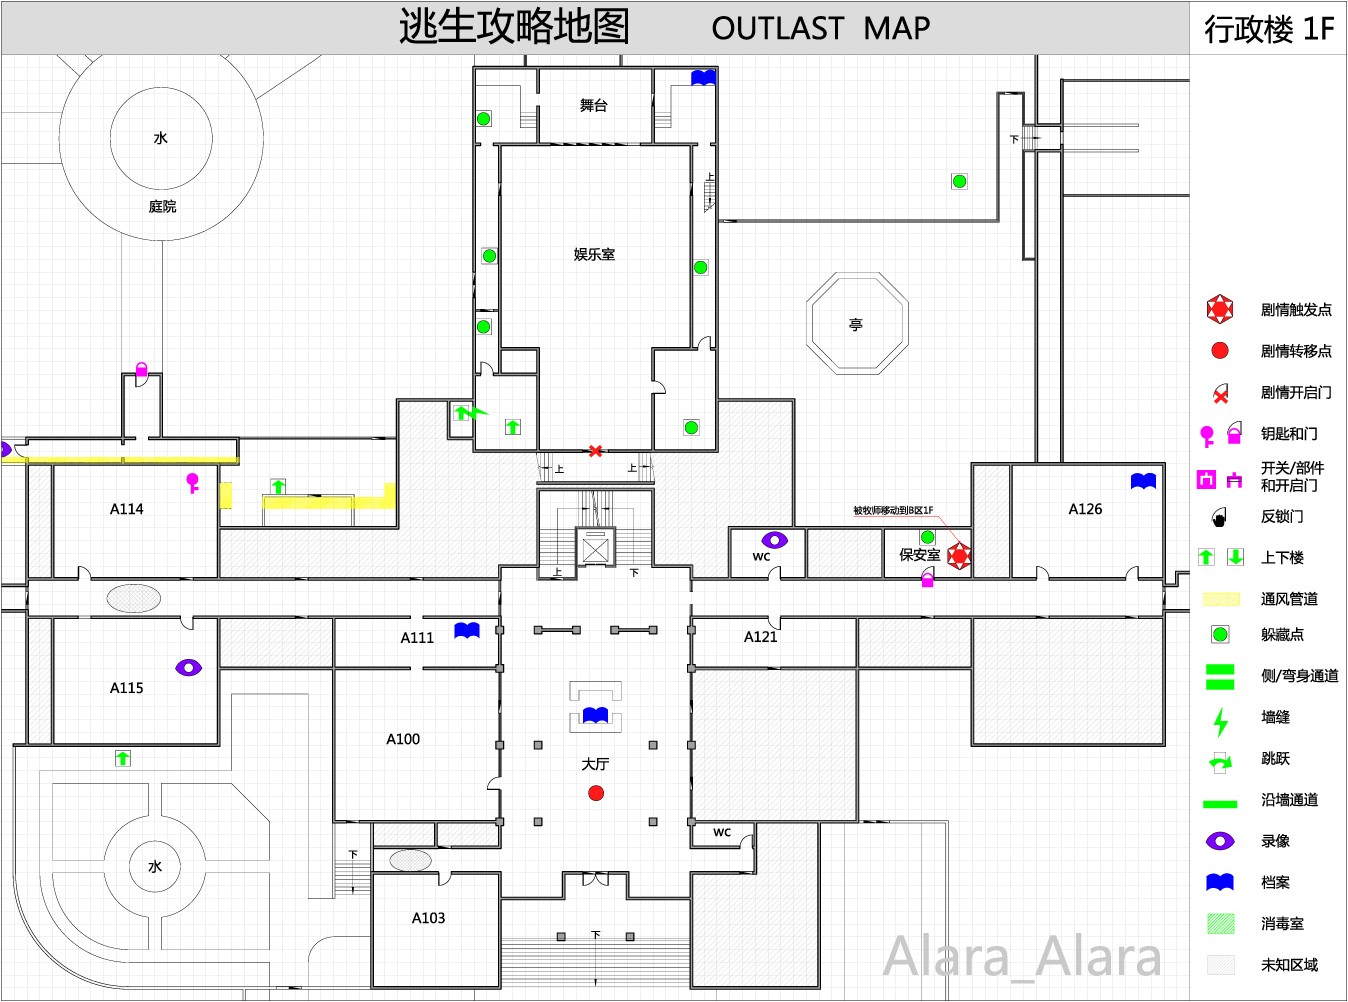 逃生攻略地图 OUTLAST MAP 行政楼 1F
舞台
水
下
上
庭院
娱乐室
亭
上
上
A114
A126
被牧师移动到B区1F
WC
保安室
上
下
A111
A121
A115
A100
大厅
WC
下
水
A103
下
Alara_Alara
剧情触发点
剧情转移点
剧情开启门
钥匙和门
开关/部件
和开启门
反锁门
上下楼
通风管道
躲藏点
侧/弯身通道
墙缝
跳跃
沿墙通道
录像
档案
消毒室
未知区域